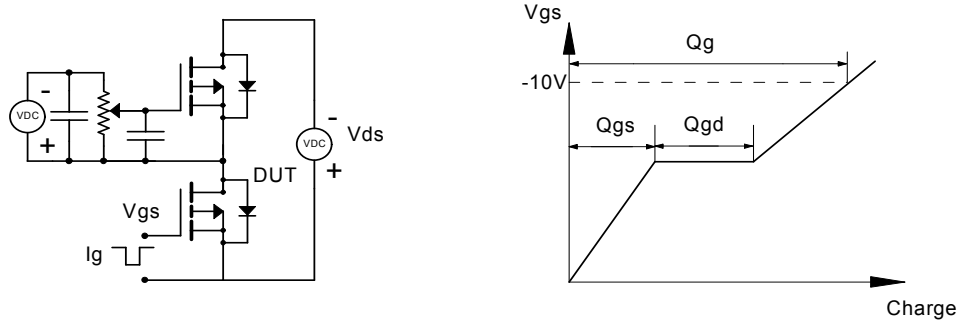 -
VDC
+
-
Vds
VDC
+
DUT
Vgs
Ig
Vgs
Qg
-10V
Qgs
Qgd
Charge